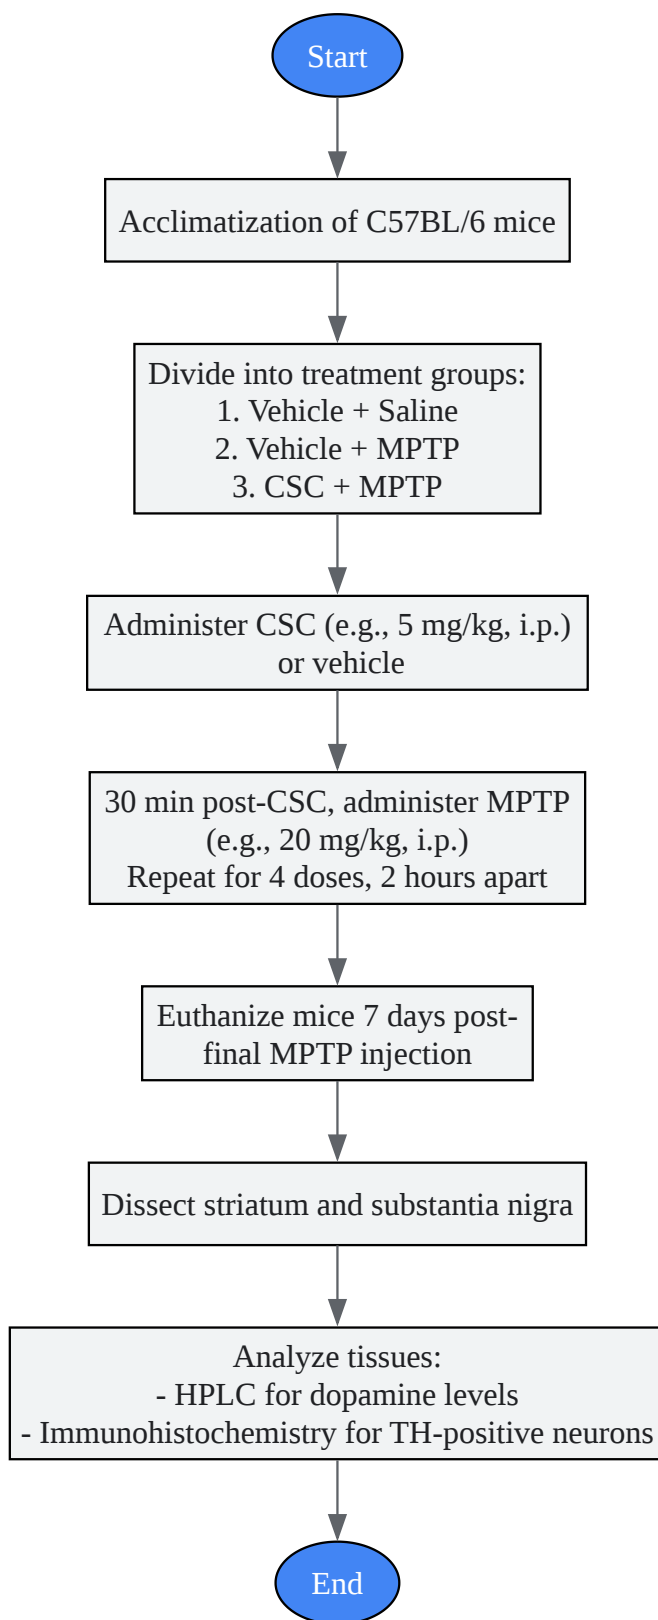 Start
Acclimatization of C57BL/6 mice
Divide into treatment groups:
1. Vehicle + Saline
2. Vehicle + MPTP
3. CSC + MPTP
Administer CSC (e.g., 5 mg/kg, i.p.)
or vehicle
30 min post-CSC, administer MPTP
(e.g., 20 mg/kg, i.p.)
Repeat for 4 doses, 2 hours apart
Euthanize mice 7 days post-
final MPTP injection
Dissect striatum and substantia nigra
Analyze tissues:
- HPLC for dopamine levels
- Immunohistochemistry for TH-positive neurons
End